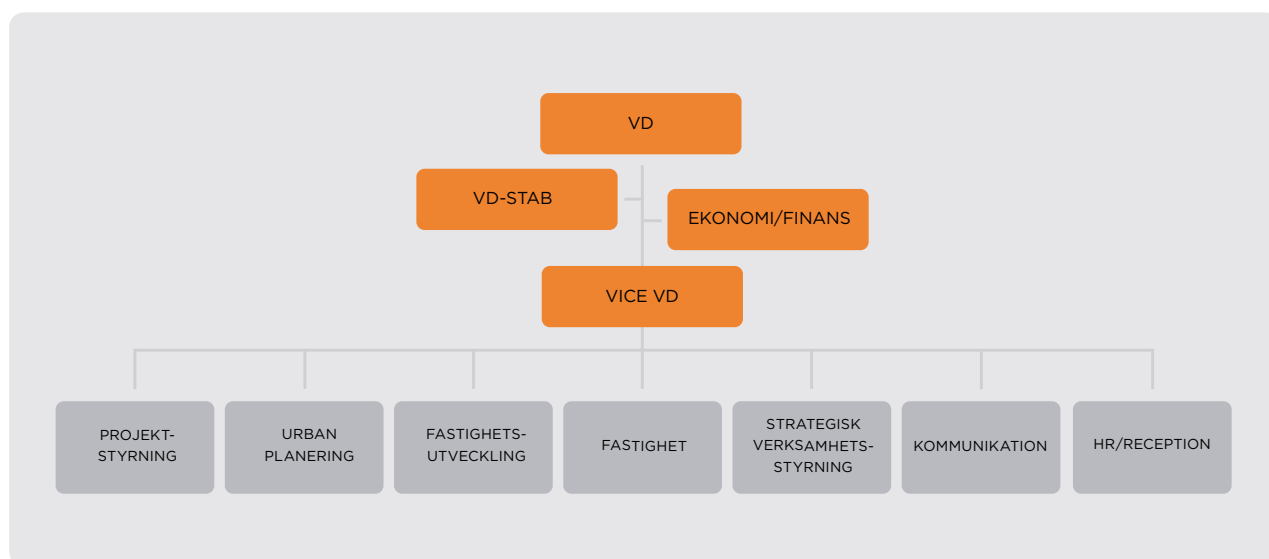 VD
VD-STAB
EKONOMI/FINANS
VICE VD
PROJEKT-
STYRNING
URBAN
PLANERING
FASTIGHETS-
UTVECKLING
FASTIGHET
STRATEGISK
VERKSAMHETS-
STYRNING
KOMMUNIKATION
HR/RECEPTION